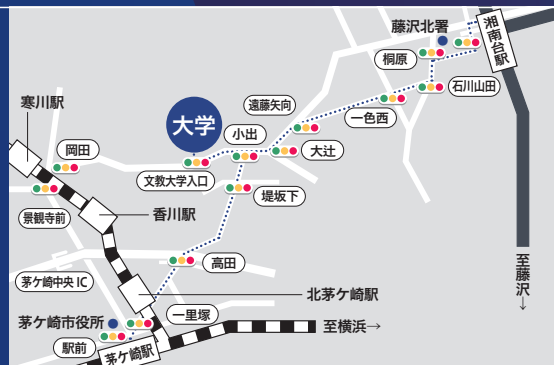 藤沢北署
湘南台駅
桐原
石川山田
一色西
遠藤矢向
大辻
小出
大学
文教大学入口
寒川駅
岡田
景観寺前
香川駅
堤坂下
高田
茅ケ崎中央IC
北茅ケ崎駅
一里塚
茅ケ崎市役所
駅前
茅ケ崎駅
至横浜→
至藤沢→